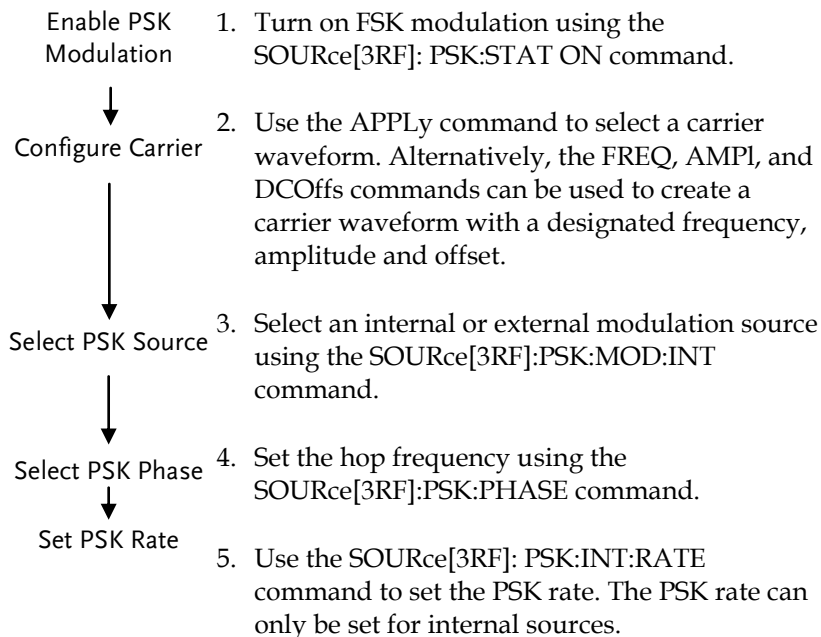 Enable PSK
Modulation
1. Turn on FSK modulation using the
SOURce[3RF]: PSK:STAT ON command.
Configure Carrier
2. Use the APPLy command to select a carrier
waveform. Alternatively, the FREQ, AMPl, and
DCOffs commands can be used to create a
carrier waveform with a designated frequency,
amplitude and offset.
Select PSK Source
3. Select an internal or external modulation source
using the SOURce[3RF]:PSK:MOD:INT
command.
Select PSK Phase
4. Set the hop frequency using the
SOURce[3RF]:PSK:PHASE command.
Set PSK Rate
5. Use the SOURce[3RF]: PSK:INT:RATE
command to set the PSK rate. The PSK rate can
only be set for internal sources.